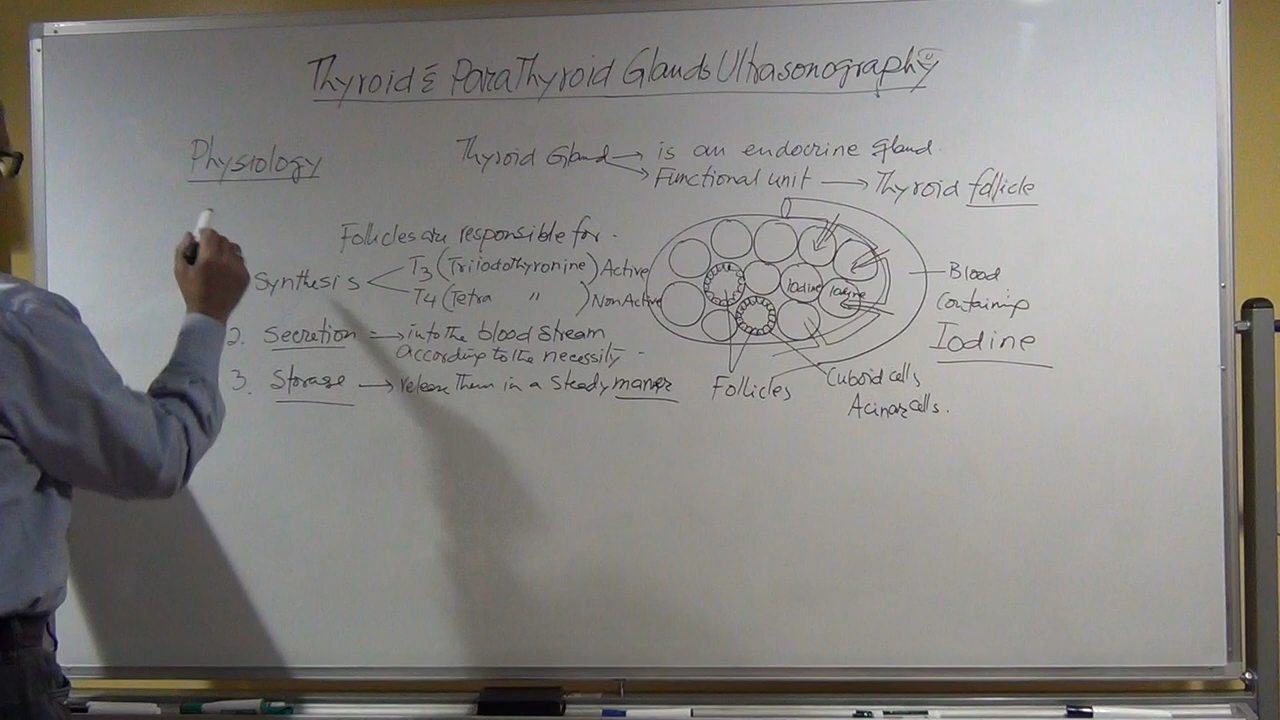 Thyroid & ParaThyroid Glands Ultrasonography
Physiology
Thyroid Gland → is an endocrine gland.
→ Functional unit → Thyroid follicle
Follicles are responsible for.
Synthesis T3 (Triiodothyronine) Active
T4 (Tetra " ) NonActive
2. Secretion → into the blood stream
according to the necessity
3. Storage → release them in a steady manner
Iodine
Iodine
Follicles
Cuboid cells
Acinar cells.
Blood
Containing
Iodine